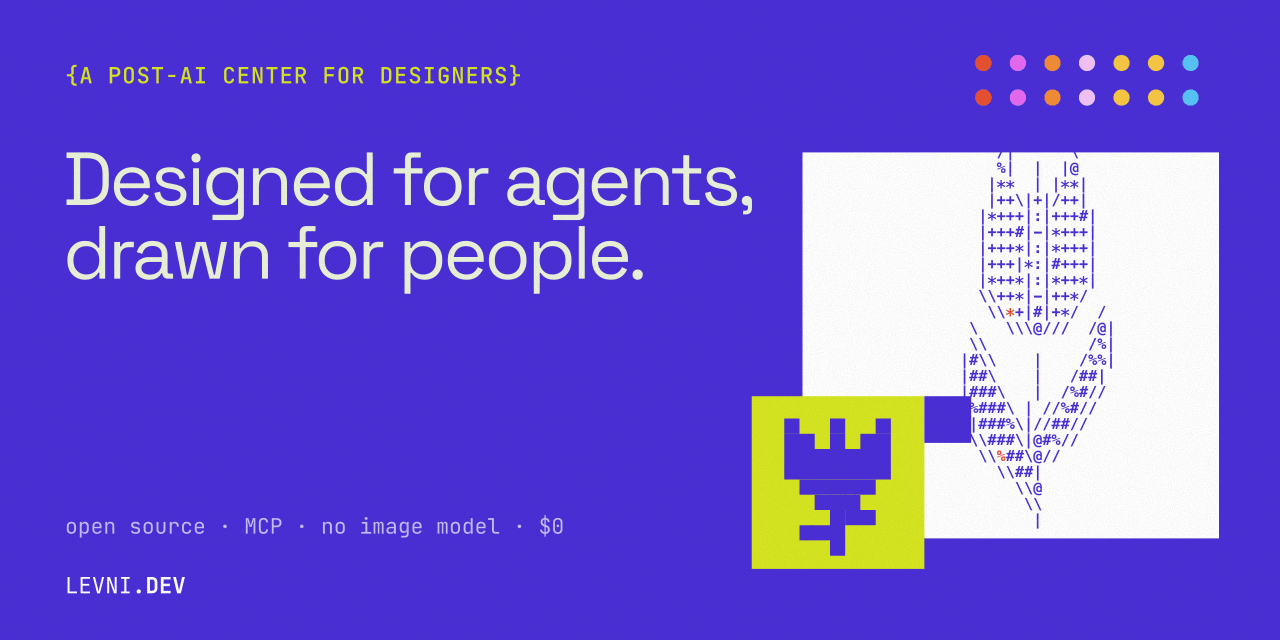 {A POST-AI CENTER FOR DESIGNERS}
Designed for agents,
drawn for people.
open source · MCP · no image model · $0
LEVNI.DEV